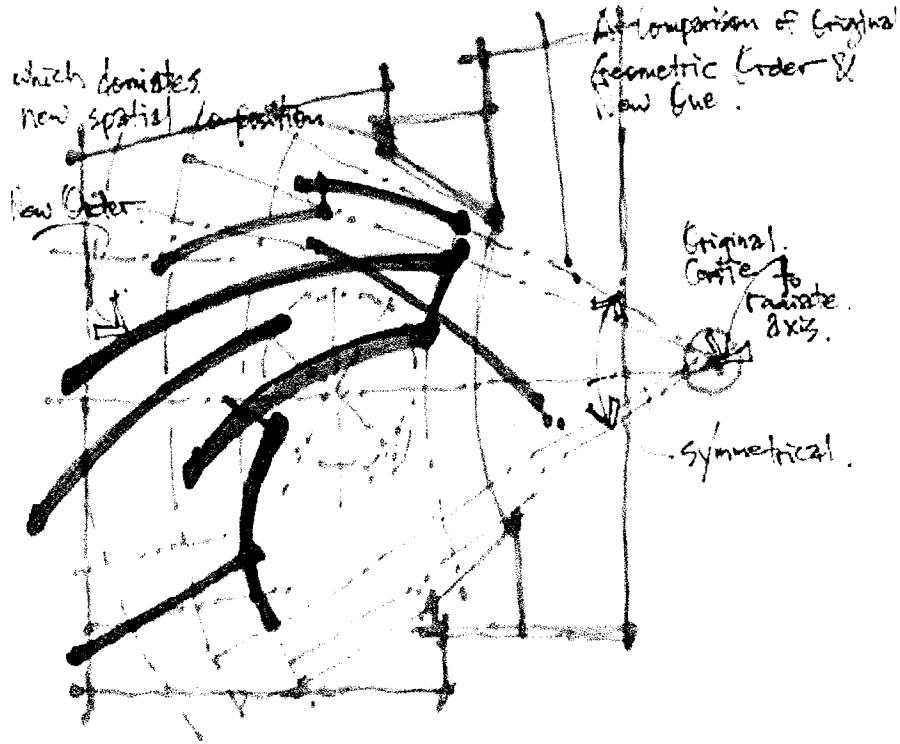 A Comparison of Original
Geometric Order &
New One.
which domiates
new spatial composition
New Order.
Original
Centre to
radiate
axis.
symmetrical.